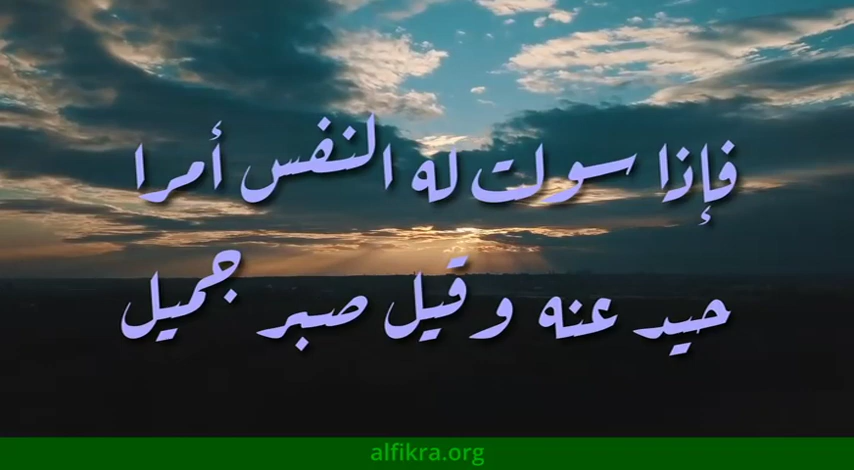 فإذا سولت له النفس أمرا
حيد عنه وقيل صبر جميل
alfikra.org